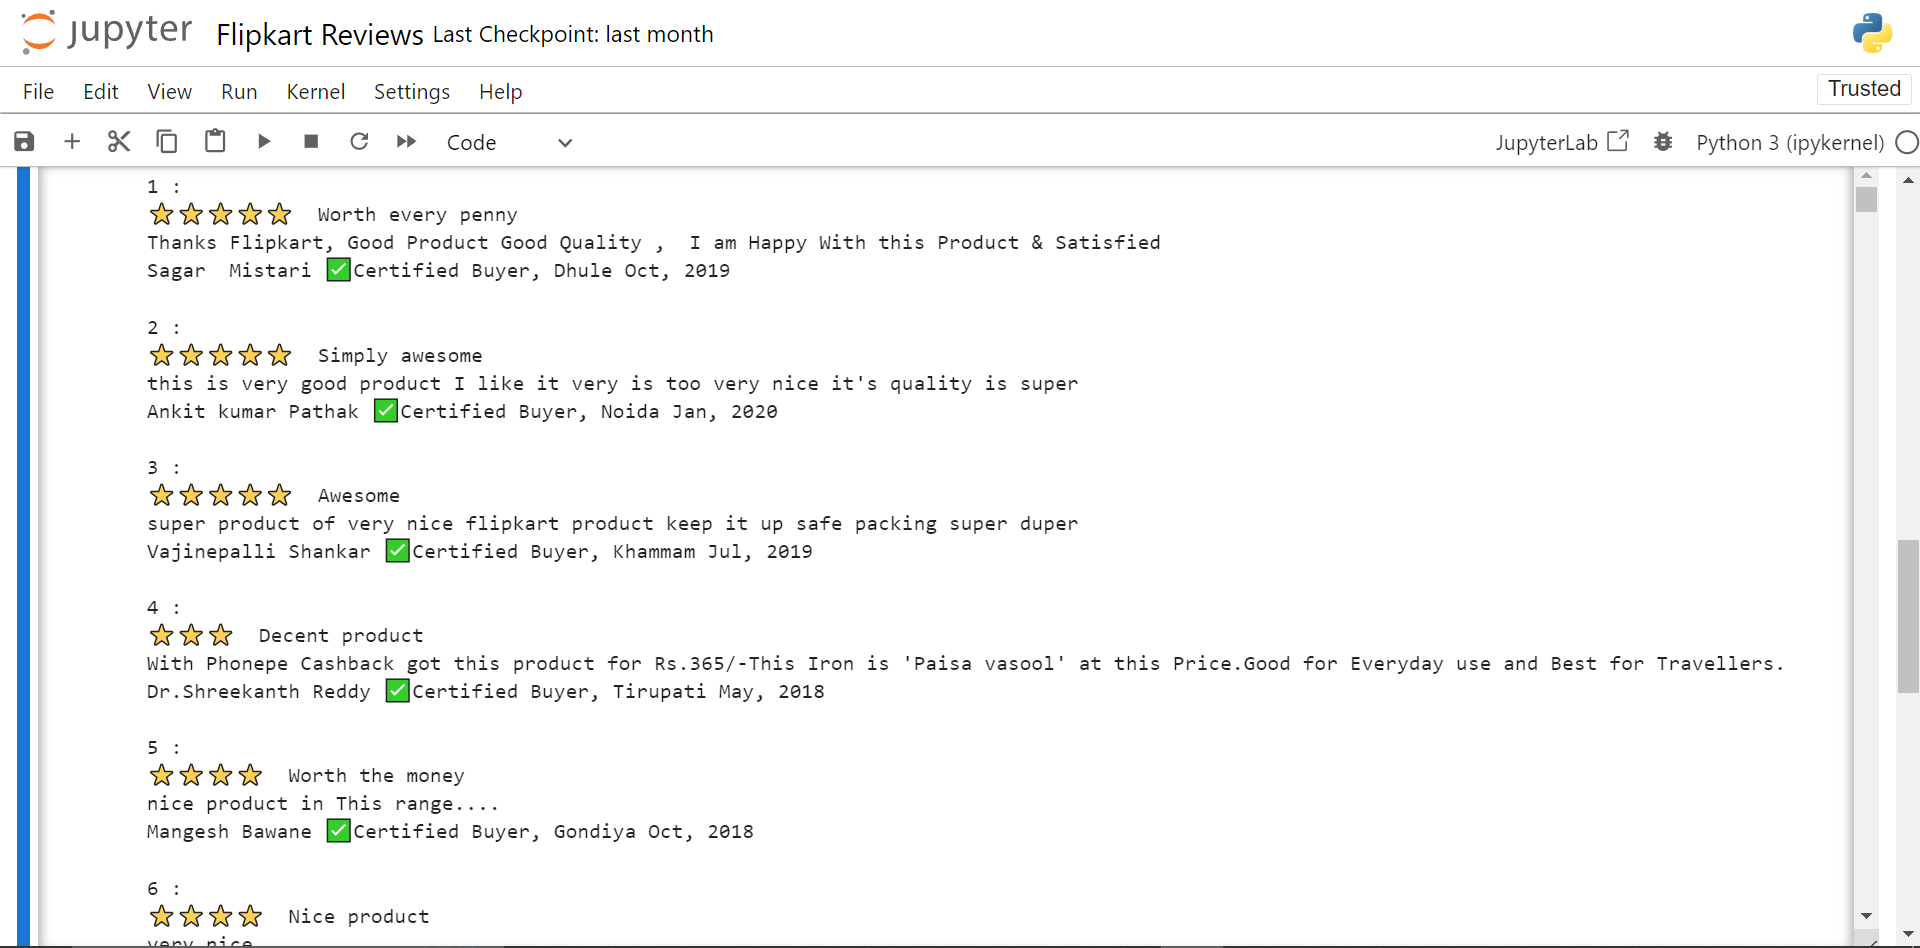 jupyter Flipkart Reviews Last Checkpoint: last month
File Edit View Run Kernel Settings Help
Trusted
Code
JupyterLab
Python 3 (ipykernel)
1 :
⭐⭐⭐⭐⭐ Worth every penny
Thanks Flipkart, Good Product Good Quality ,  I am Happy With this Product & Satisfied
Sagar  Mistari ✅Certified Buyer, Dhule Oct, 2019
2 :
⭐⭐⭐⭐⭐ Simply awesome
this is very good product I like it very is too very nice it's quality is super
Ankit kumar Pathak ✅Certified Buyer, Noida Jan, 2020
3 :
⭐⭐⭐⭐⭐ Awesome
super product of very nice flipkart product keep it up safe packing super duper
Vajinepalli Shankar ✅Certified Buyer, Khammam Jul, 2019
4 :
⭐⭐⭐ Decent product
With Phonepe Cashback got this product for Rs.365/-This Iron is 'Paisa vasool' at this Price.Good for Everyday use and Best for Travellers.
Dr.Shreekanth Reddy ✅Certified Buyer, Tirupati May, 2018
5 :
⭐⭐⭐⭐ Worth the money
nice product in This range....
Mangesh Bawane ✅Certified Buyer, Gondiya Oct, 2018
6 :
⭐⭐⭐⭐ Nice product
very nice